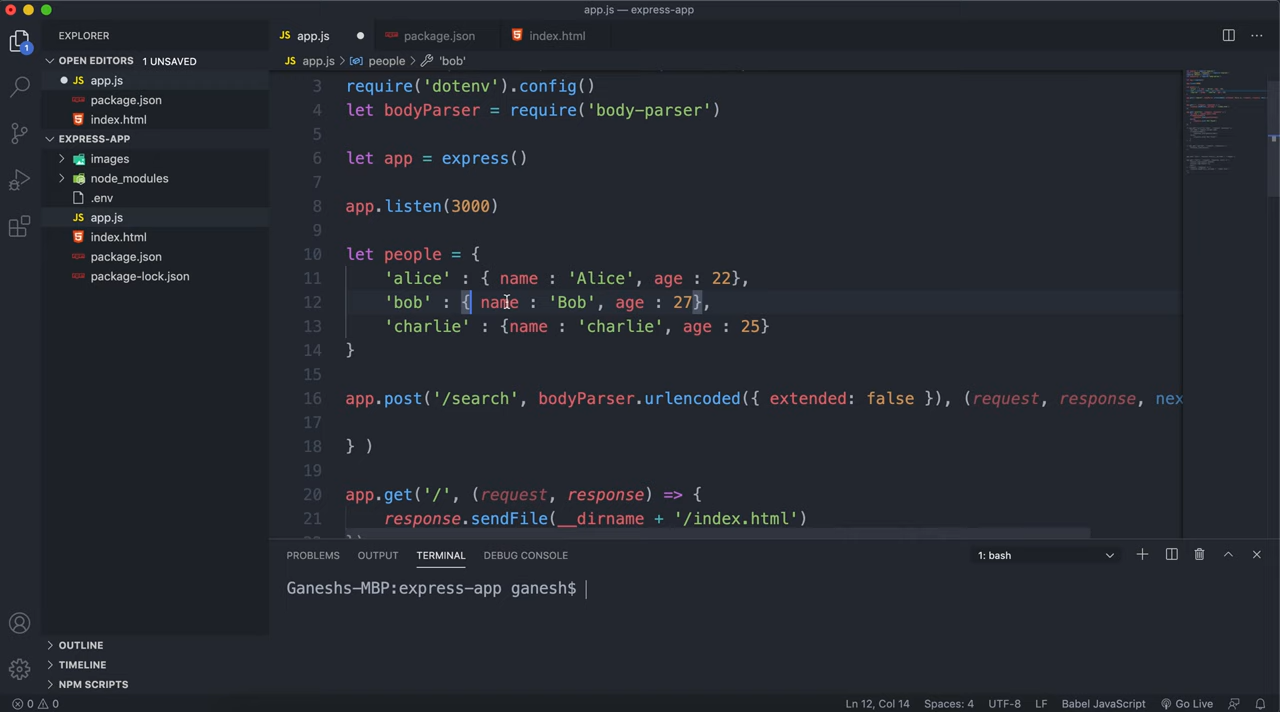 app.js — express-app
EXPLORER
JS app.js
package.json
index.html
1
OPEN EDITORS 1 UNSAVED
JS app.js
package.json
index.html
EXPRESS-APP
images
node_modules
.env
JS app.js
index.html
package.json
package-lock.json
OUTLINE
TIMELINE
NPM SCRIPTS
JS app.js > people > 'bob'
3 require('dotenv').config()
4 let bodyParser = require('body-parser')
5
6 let app = express()
7
8 app.listen(3000)
9
10 let people = {
11 'alice' : { name : 'Alice', age : 22},
12 'bob' : { name : 'Bob', age : 27},
13 'charlie' : {name : 'charlie', age : 25}
14 }
15
16 app.post('/search', bodyParser.urlencoded({ extended: false }), (request, response, nex
17
18 } )
19
20 app.get('/', (request, response) => {
21 response.sendFile(__dirname + '/index.html')
PROBLEMS OUTPUT TERMINAL DEBUG CONSOLE 1: bash
Ganeshs-MBP:express-app ganesh$
0 0 Ln 12, Col 14 Spaces: 4 UTF-8 LF Babel JavaScript Go Live